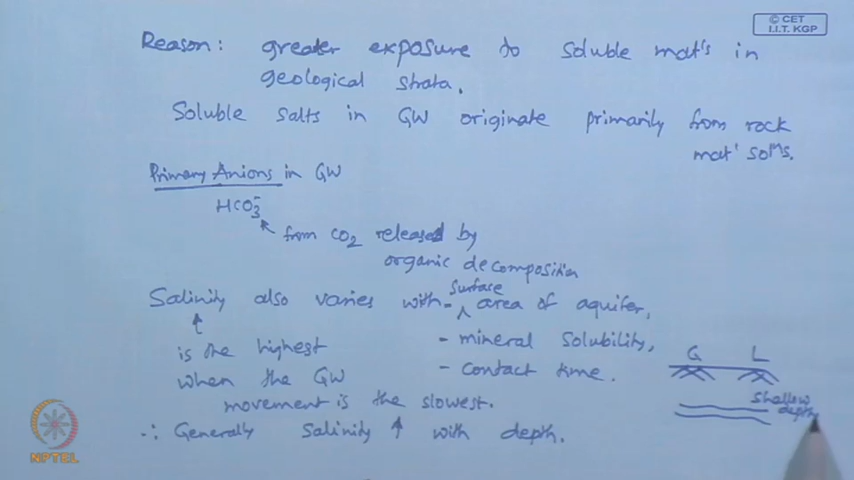 © CET
I.I.T. KGP
Reason: greater exposure to soluble mat's in
geological strata.
Soluble salts in GW originate primarily from rock
mat' solns.
Primary Anions in GW
HCO3-
from CO2 released by
organic decomposition
Salinity also varies with - surface area of aquifer,
- mineral solubility,
- contact time.
is the highest
when the GW
movement is the slowest.
∴ Generally Salinity ↑ with depth.
G L
Shallow
depth
NPTEL